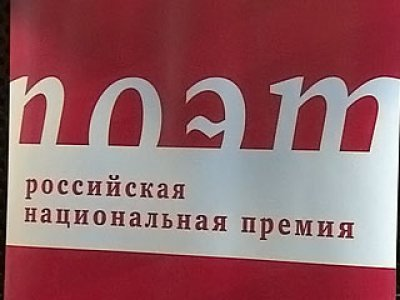 поэт
российская
национальная премия